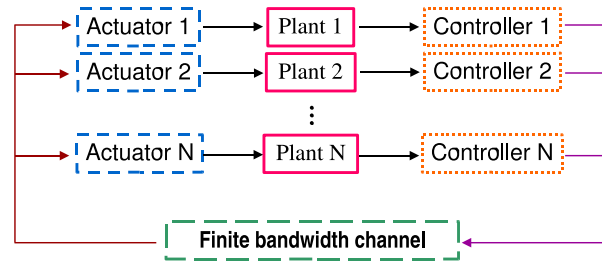 Actuator 1 Plant 1 Controller 1
Actuator 2 Plant 2 Controller 2
Actuator N Plant N Controller N
Finite bandwidth channel